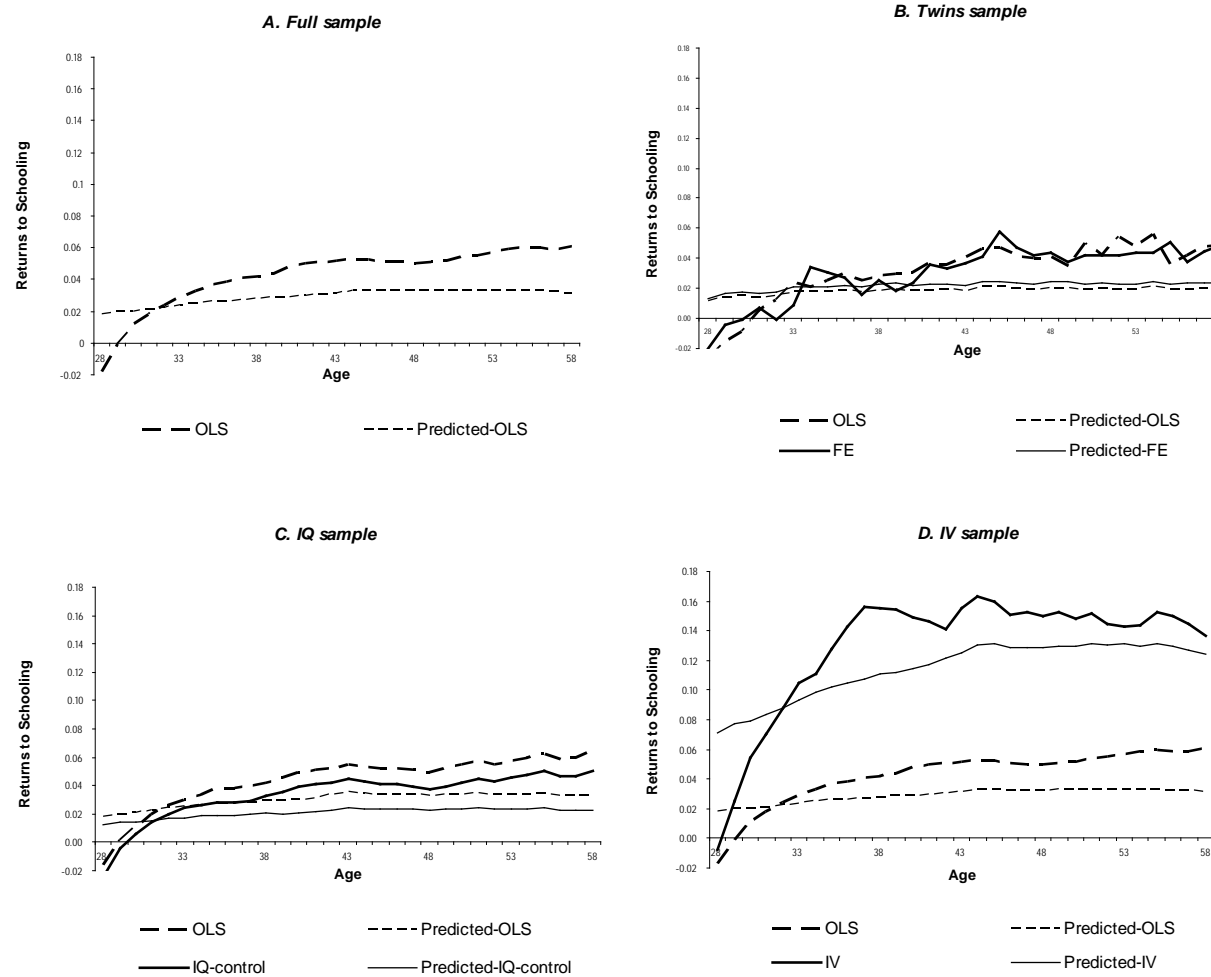 A. Full sample
0.18
0.16
0.14
0.12
0.1
0.08
0.06
0.04
0.02
0
-0.02
28 33 38 43 48 53 58
Returns to Schooling
Age
OLS Predicted-OLS
B. Twins sample
0.18
0.16
0.14
0.12
0.10
0.08
0.06
0.04
0.02
0.00
-0.02
28 33 38 43 48 53
Returns to Schooling
Age
OLS Predicted-OLS
FE Predicted-FE
C. IQ sample
0.18
0.16
0.14
0.12
0.10
0.08
0.06
0.04
0.02
0.00
-0.02
28 33 38 43 48 53 58
Returns to Schooling
Age
OLS Predicted-OLS
IQ-control Predicted-IQ-control
D. IV sample
0.18
0.16
0.14
0.12
0.10
0.08
0.06
0.04
0.02
0.00
-0.02
28 33 38 43 48 53 58
Returns to Schooling
Age
OLS Predicted-OLS
IV Predicted-IV